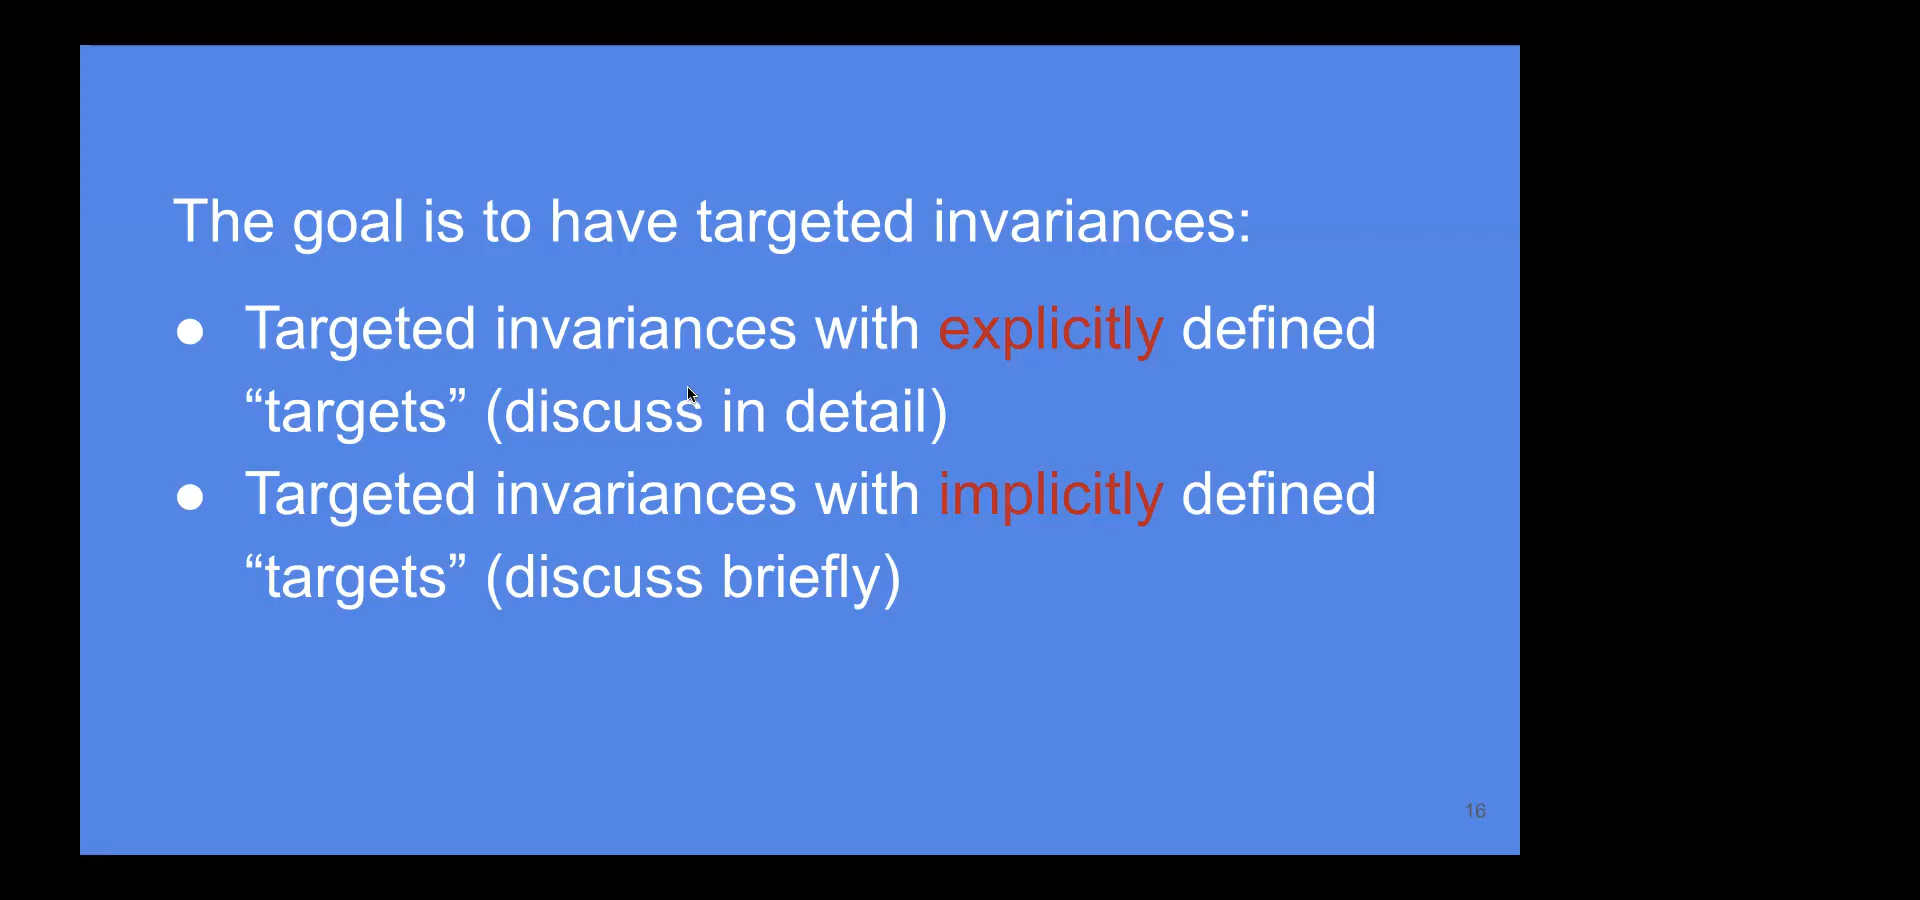 The goal is to have targeted invariances:
● Targeted invariances with explicitly defined
“targets” (discuss in detail)
● Targeted invariances with implicitly defined
“targets” (discuss briefly)
16